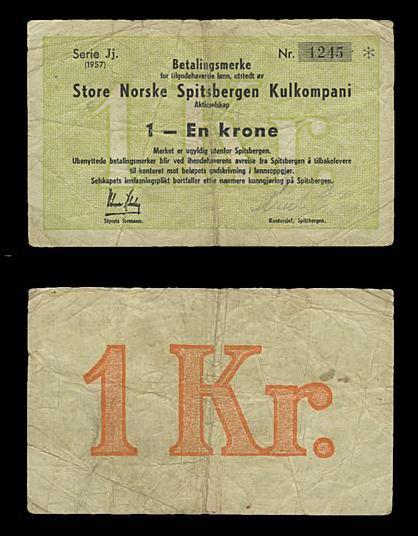 Serie Jj. Nr. 1245 *
(1957)
Betalingsmerke
for tilgodehavende lønn, utstedt av
Store Norske Spitsbergen Kulkompani
Aktieselskap
1 — En krone
Merket er ugyldig utenfor Spitsbergen.
Ubenyttede betalingsmerker blir ved ihendehaverens avreise fra Spitsbergen å tilbakelevere
til kontoret mot beløpets godskrivning i lønnsoppgjør.
Selskapets innløsningsplikt bortfaller etter nærmere kunngjøring på Spitsbergen.
Styrets formann. Kontorsjef, Spitsbergen.
1 Kr.